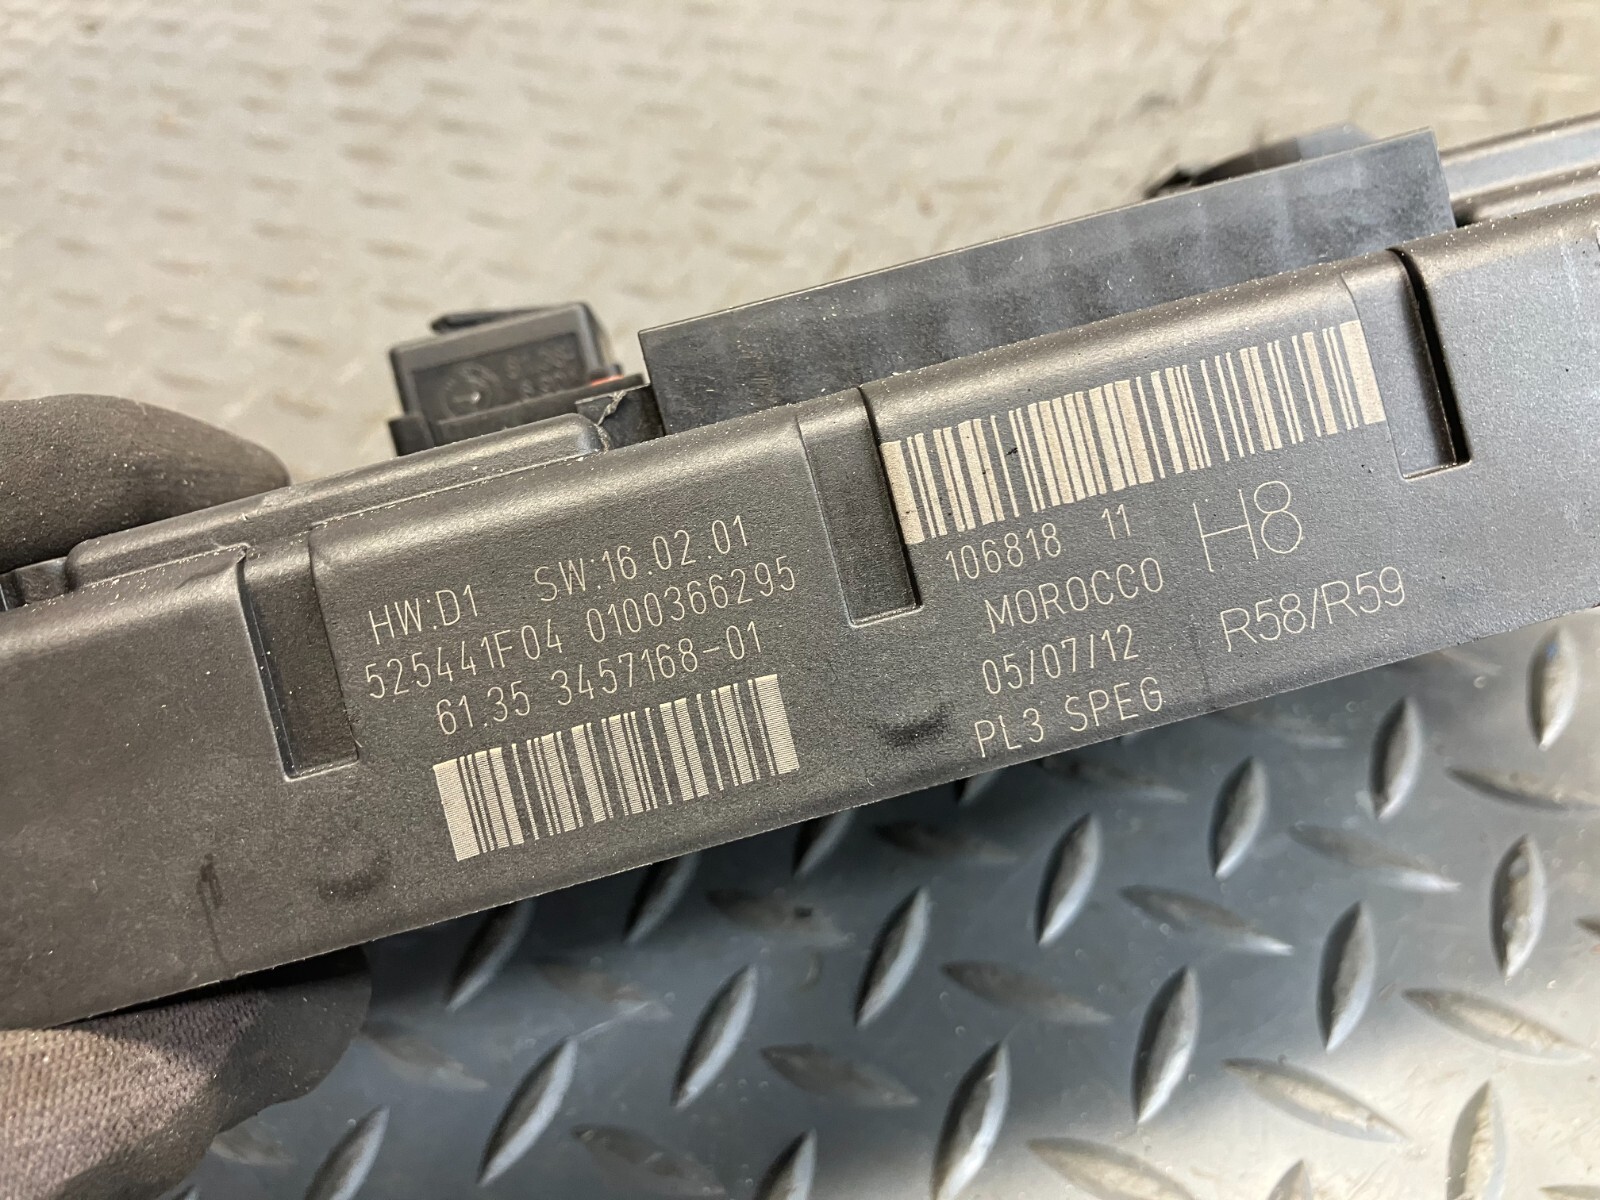 HW:D1 SW:16.02.01
525441F04 0100366295
61.35 3457168-01
106818 11
MOROCCO
05/07/12
PL3 SPEG
H8
R58/R59